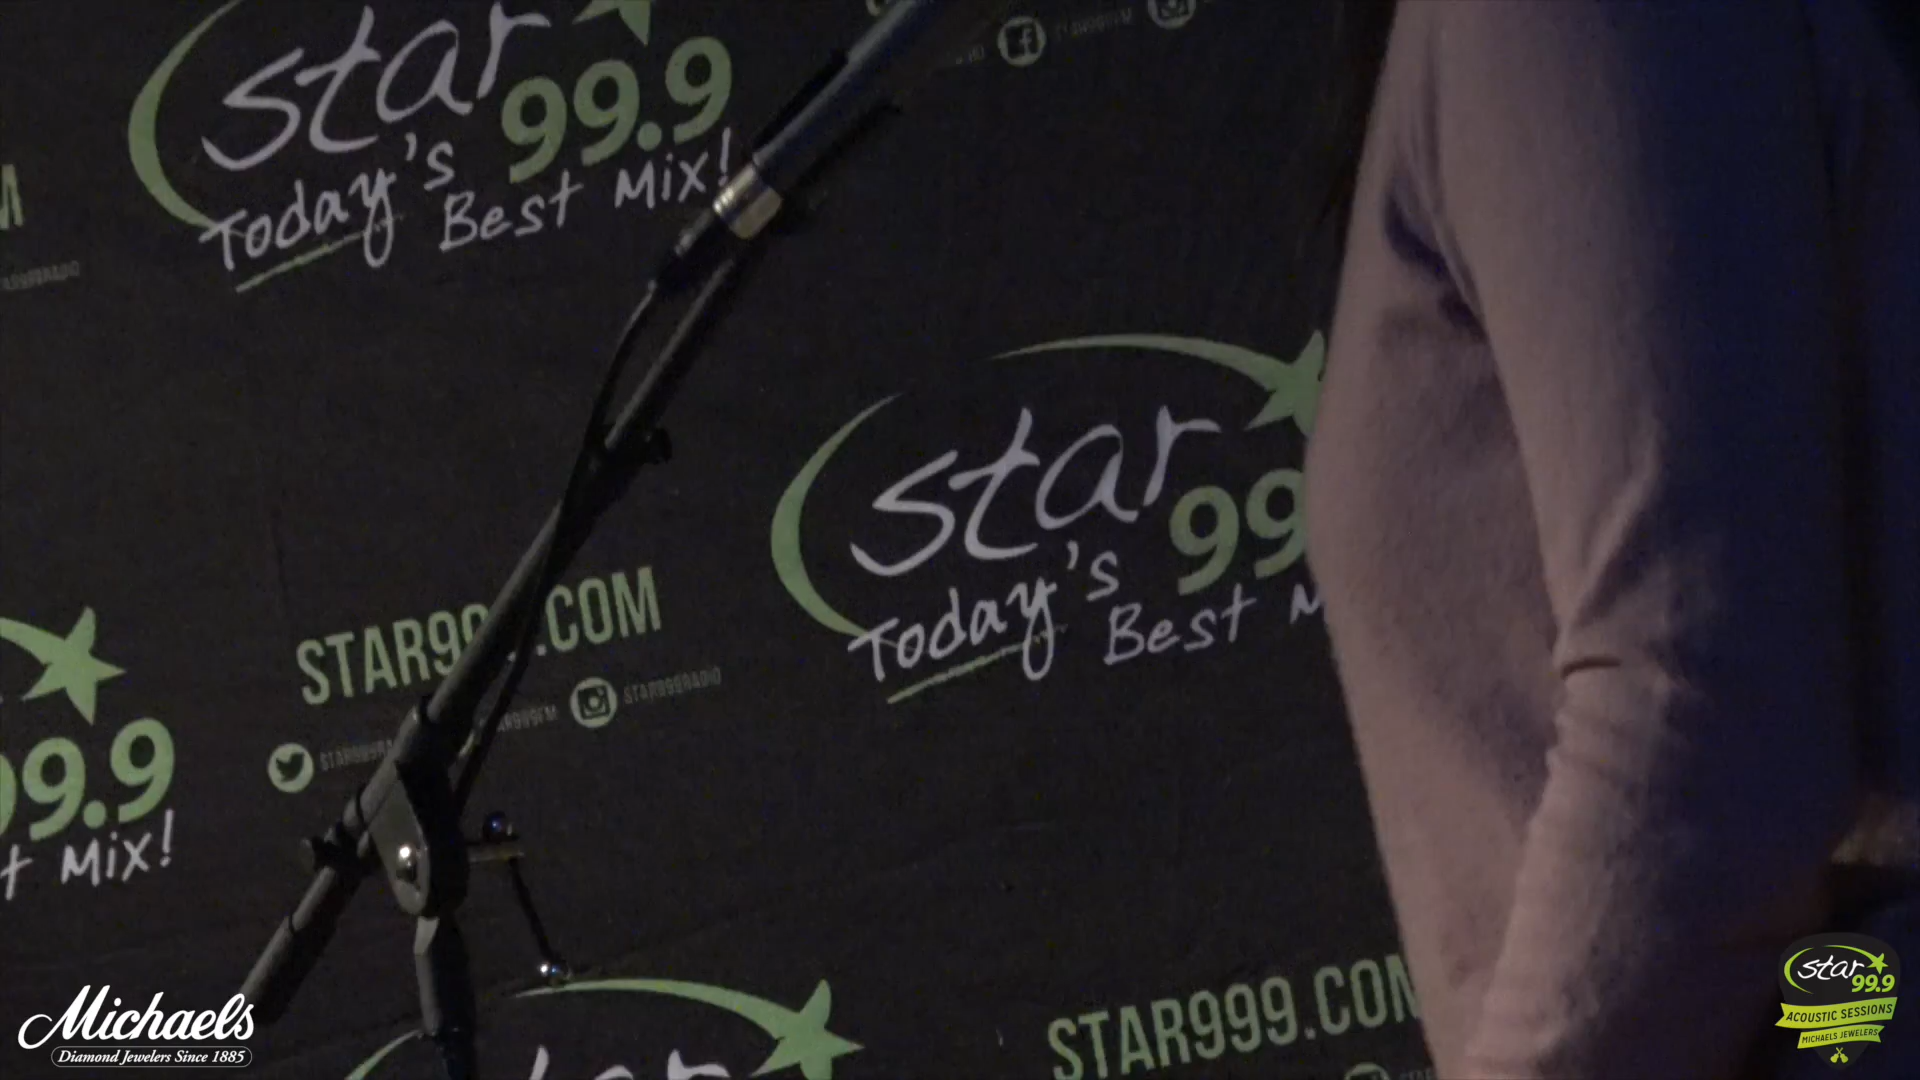 star
99.9
Today's
Best Mix!
star
99
Today's
Best
99.9
Mix!
.COM
STAR999RADIO
STAR999.COM
Michaels
Diamond Jewelers Since 1885
star
99.9
ACOUSTIC SESSIONS
MICHAELS JEWELERS